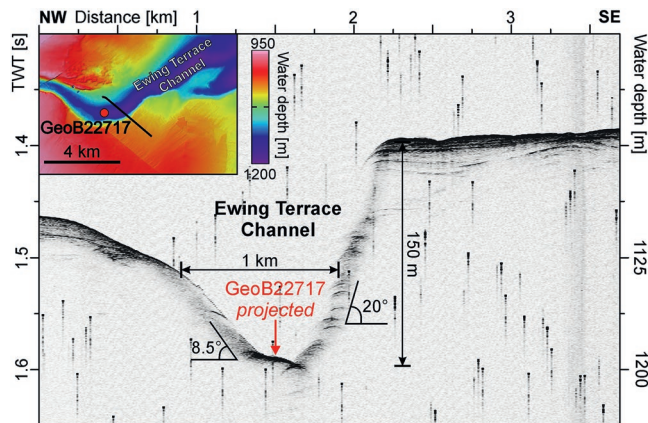 NW Distance [km] 1 2 3 SE
TWT [s]
1.4
1.5
1.6
Water depth [m]
1125
1200
950
Water depth [m]
1200
Ewing Terrace
Channel
GeoB22717
4 km
Ewing Terrace
Channel
1 km
150 m
GeoB22717
projected
20°
8.5°